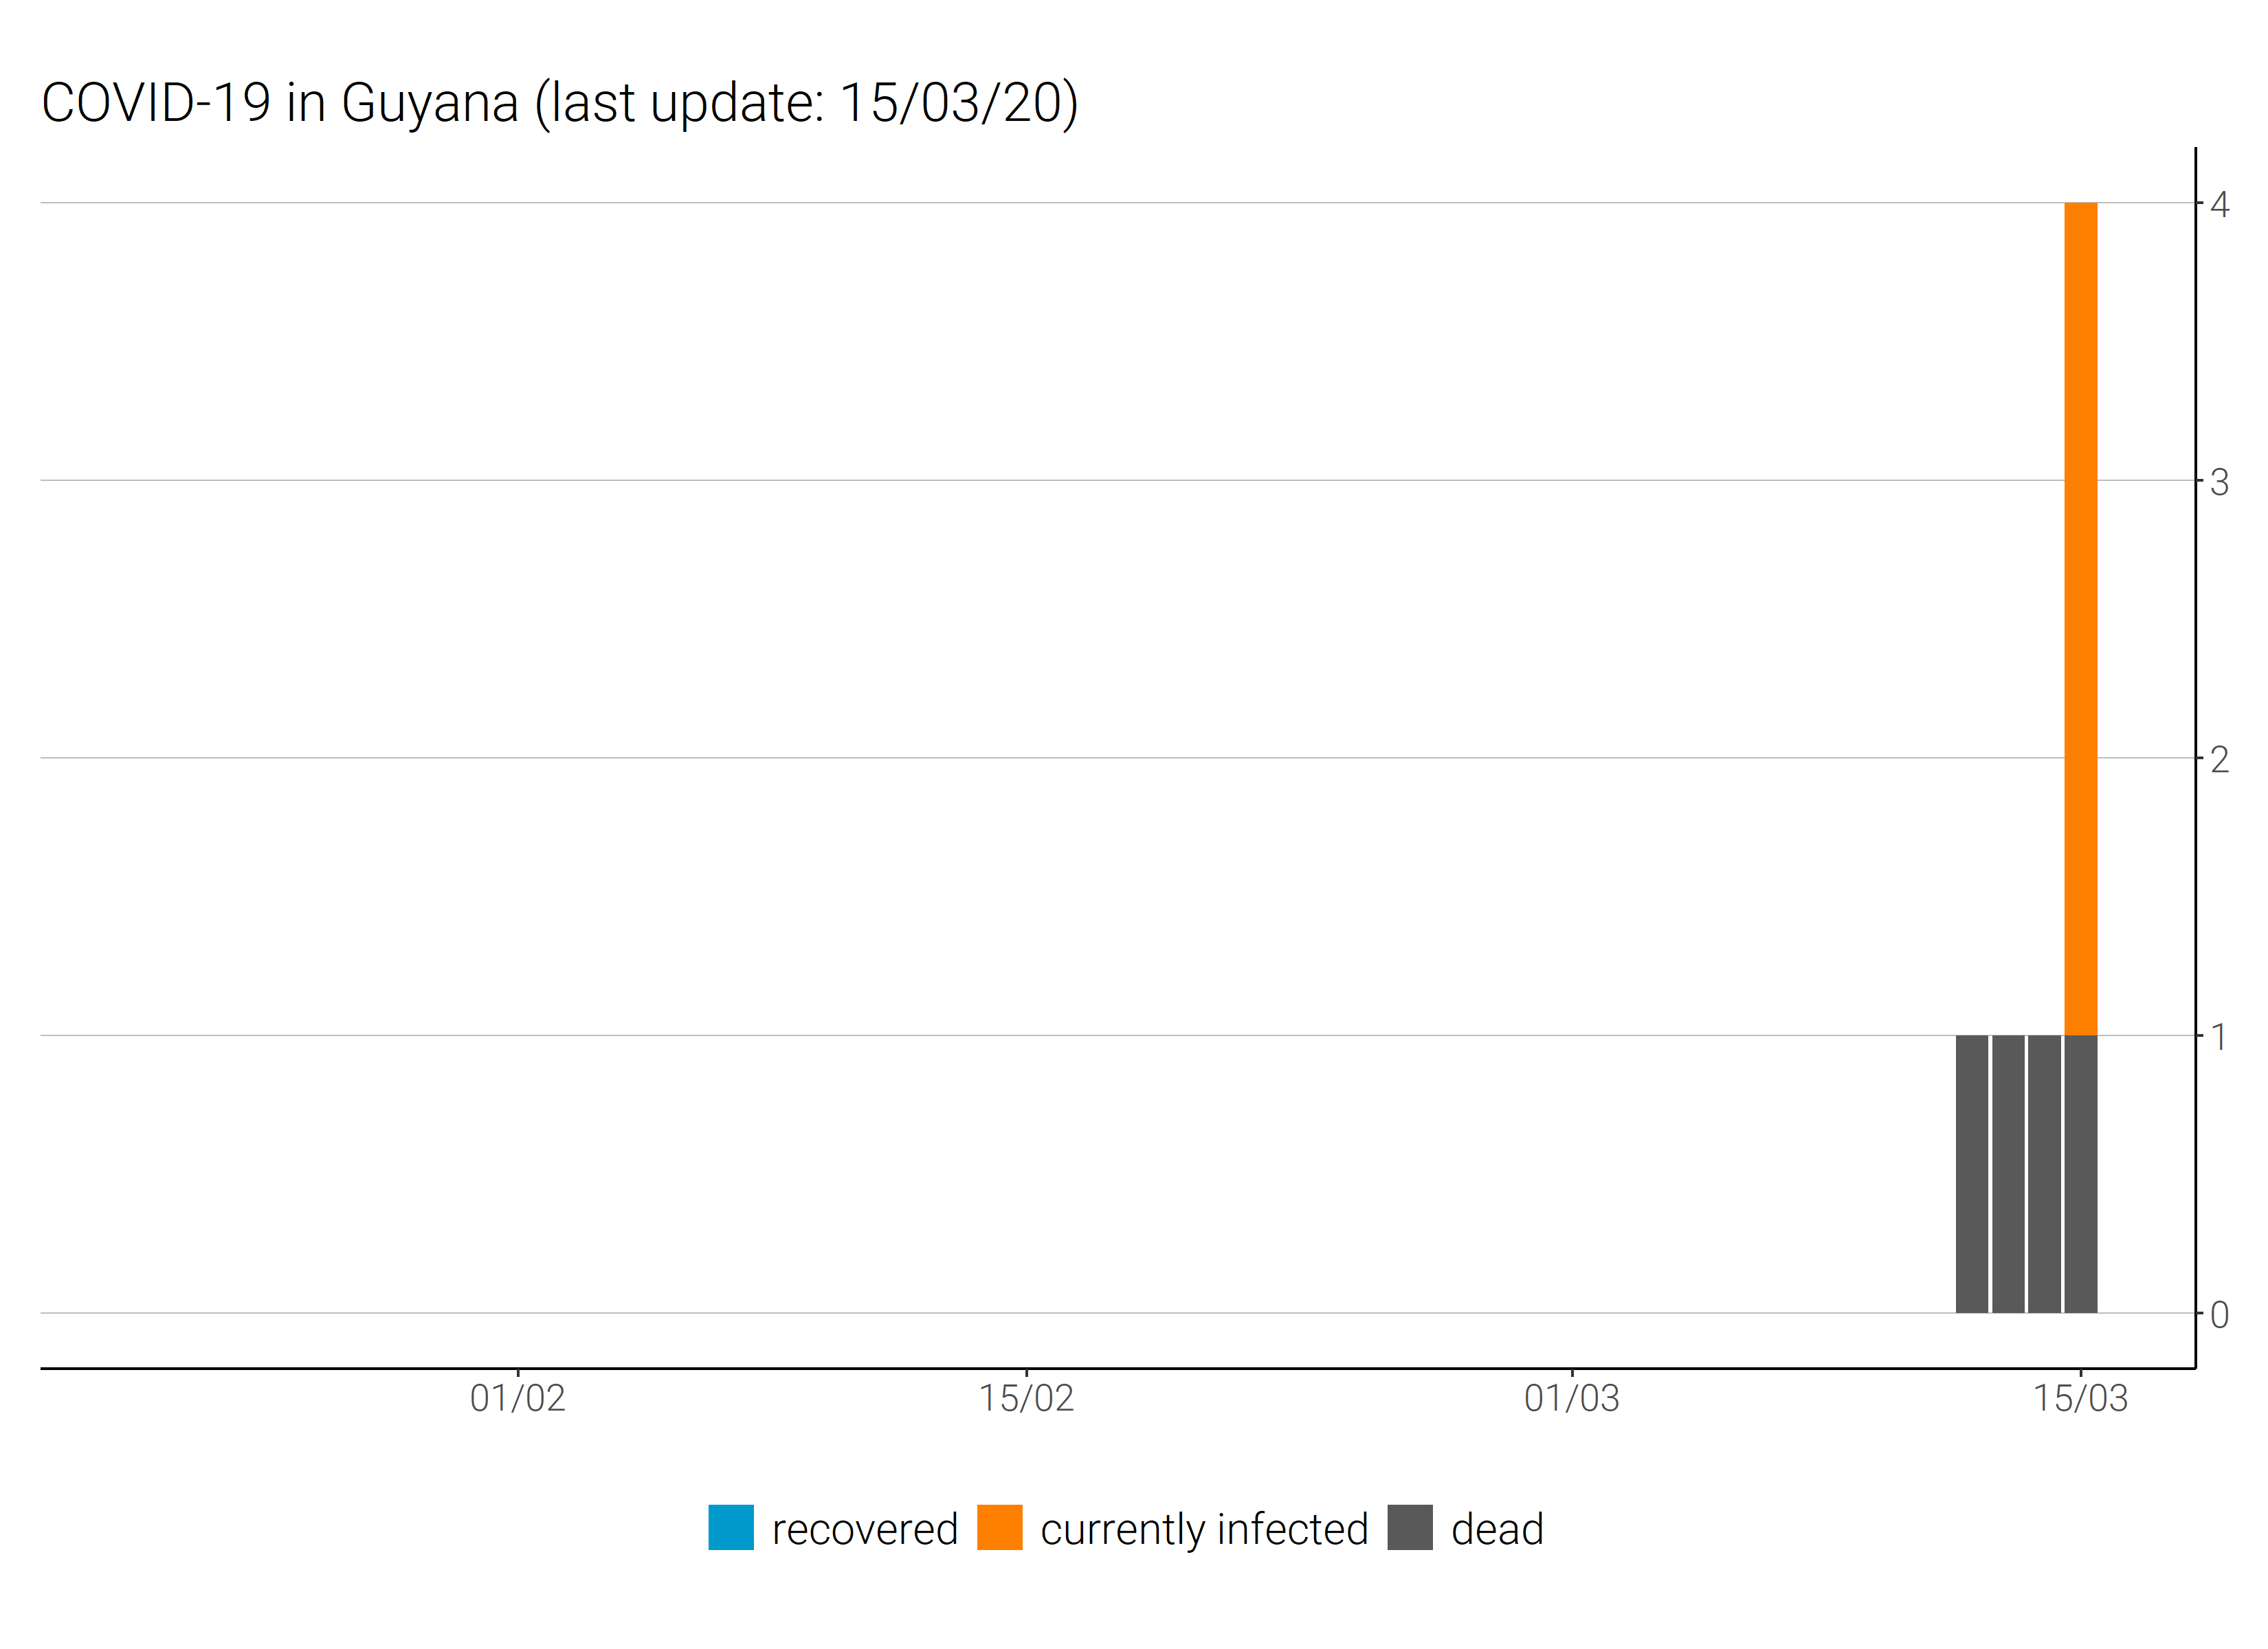 COVID-19 in Guyana (last update: 15/03/20)
4
3
2
1
0
01/02 15/02 01/03 15/03
recovered currently infected dead